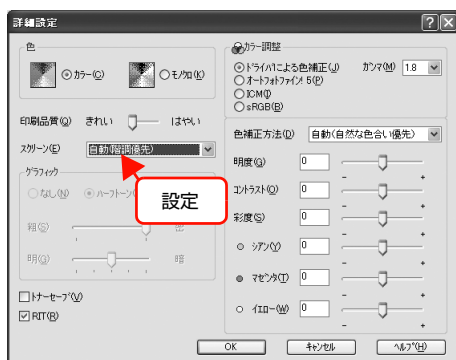 詳細設定
色
カラー(C)
モノクロ(K)
印刷品質(Q) きれい はやい
スクリーン(E) 自動(階調優先)
グラフィック
なし(N) ハーフトーン
設定
粗(S) 密
明(G) 暗
トナーセーブ(V)
RIT(R)
カラー調整
ドライバによる色補正(J) ガンマ(M) 1.8
オートフォトファイン!5(P)
ICM(I)
sRGB(B)
色補正方法(D) 自動(自然な色合い優先)
明度(G) 0
- +
コントラスト(O) 0
- +
彩度(S) 0
- +
シアン(Y) 0
- +
マゼンタ(T) 0
- +
イエロー(W) 0
- +
OK キャンセル ヘルプ(H)